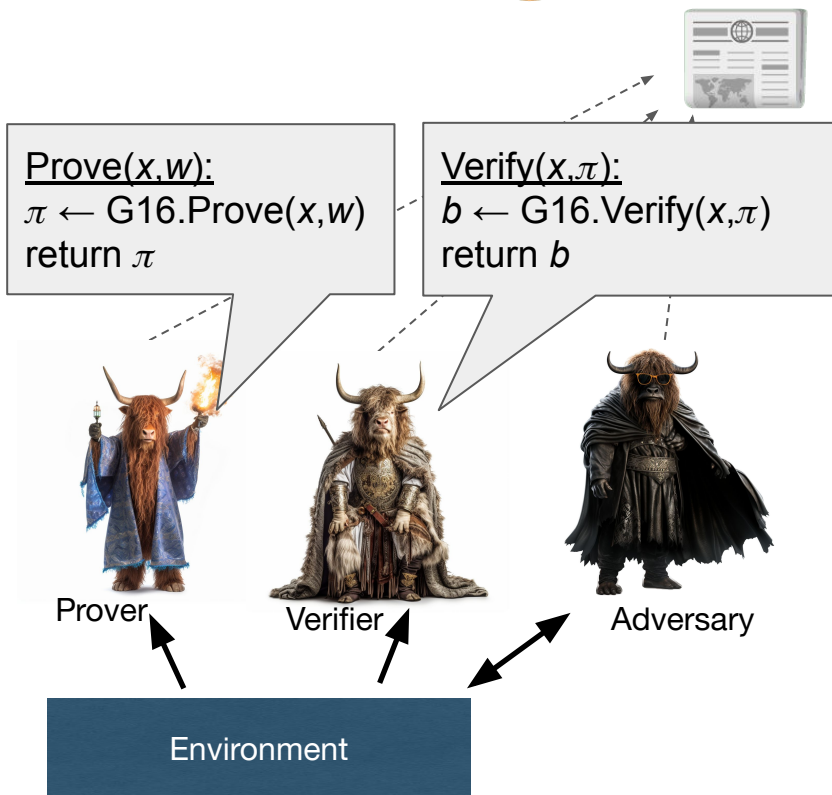 Prove(x,w):
π ← G16.Prove(x,w)
return π
Verify(x,π):
b ← G16.Verify(x,π)
return b
Prover
Verifier
Adversary
Environment